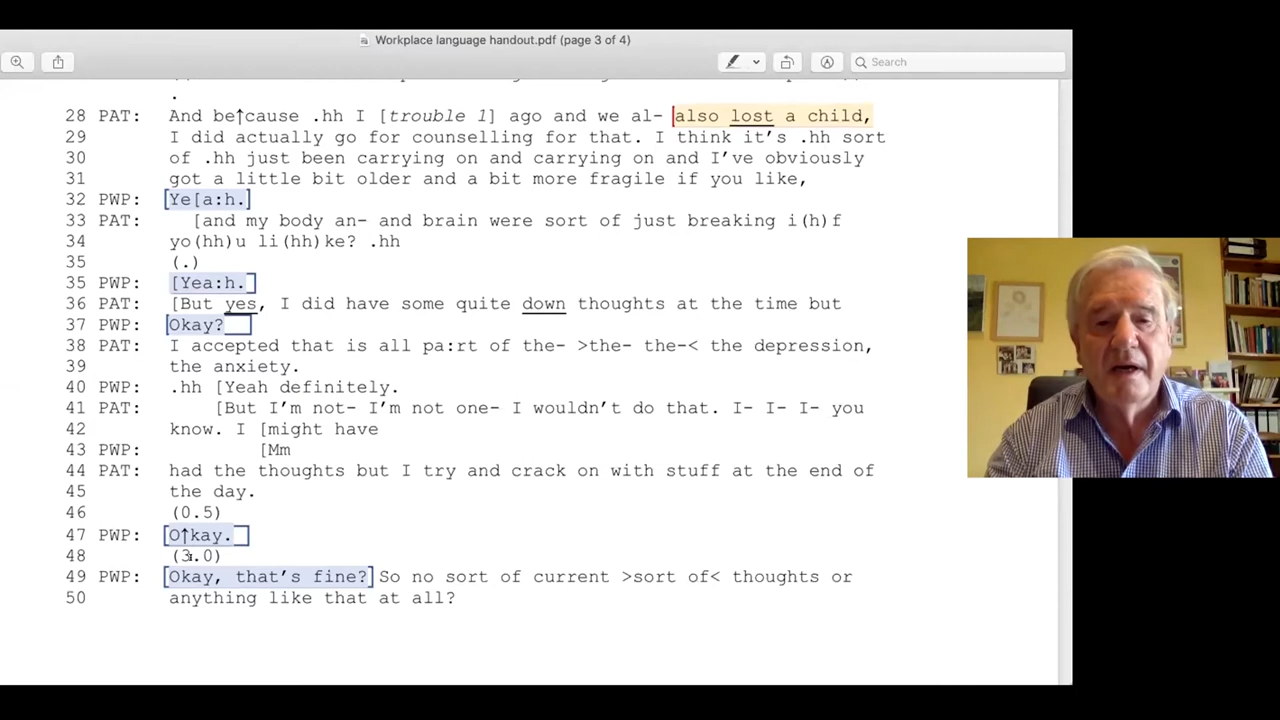 Workplace language handout.pdf (page 3 of 4)
Search
28 PAT: And be↑cause .hh I [trouble 1] ago and we al- also lost a child,
29 I did actually go for counselling for that. I think it's .hh sort
30 of .hh just been carrying on and carrying on and I've obviously
31 got a little bit older and a bit more fragile if you like,
32 PWP: Ye[a:h.
33 PAT: [and my body an- and brain were sort of just breaking i(h)f
34 yo(hh)u li(hh)ke? .hh
35 (.)
35 PWP: [Yea:h.
36 PAT: [But yes, I did have some quite down thoughts at the time but
37 PWP: Okay?
38 PAT: I accepted that is all pa:rt of the- >the- the-< the depression,
39 the anxiety.
40 PWP: .hh [Yeah definitely.
41 PAT: [But I'm not- I'm not one- I wouldn't do that. I- I- I- you
42 know. I [might have
43 PWP: [Mm
44 PAT: had the thoughts but I try and crack on with stuff at the end of
45 the day.
46 (0.5)
47 PWP: O↑kay.
48 (3.0)
49 PWP: Okay, that's fine? So no sort of current >sort of< thoughts or
50 anything like that at all?